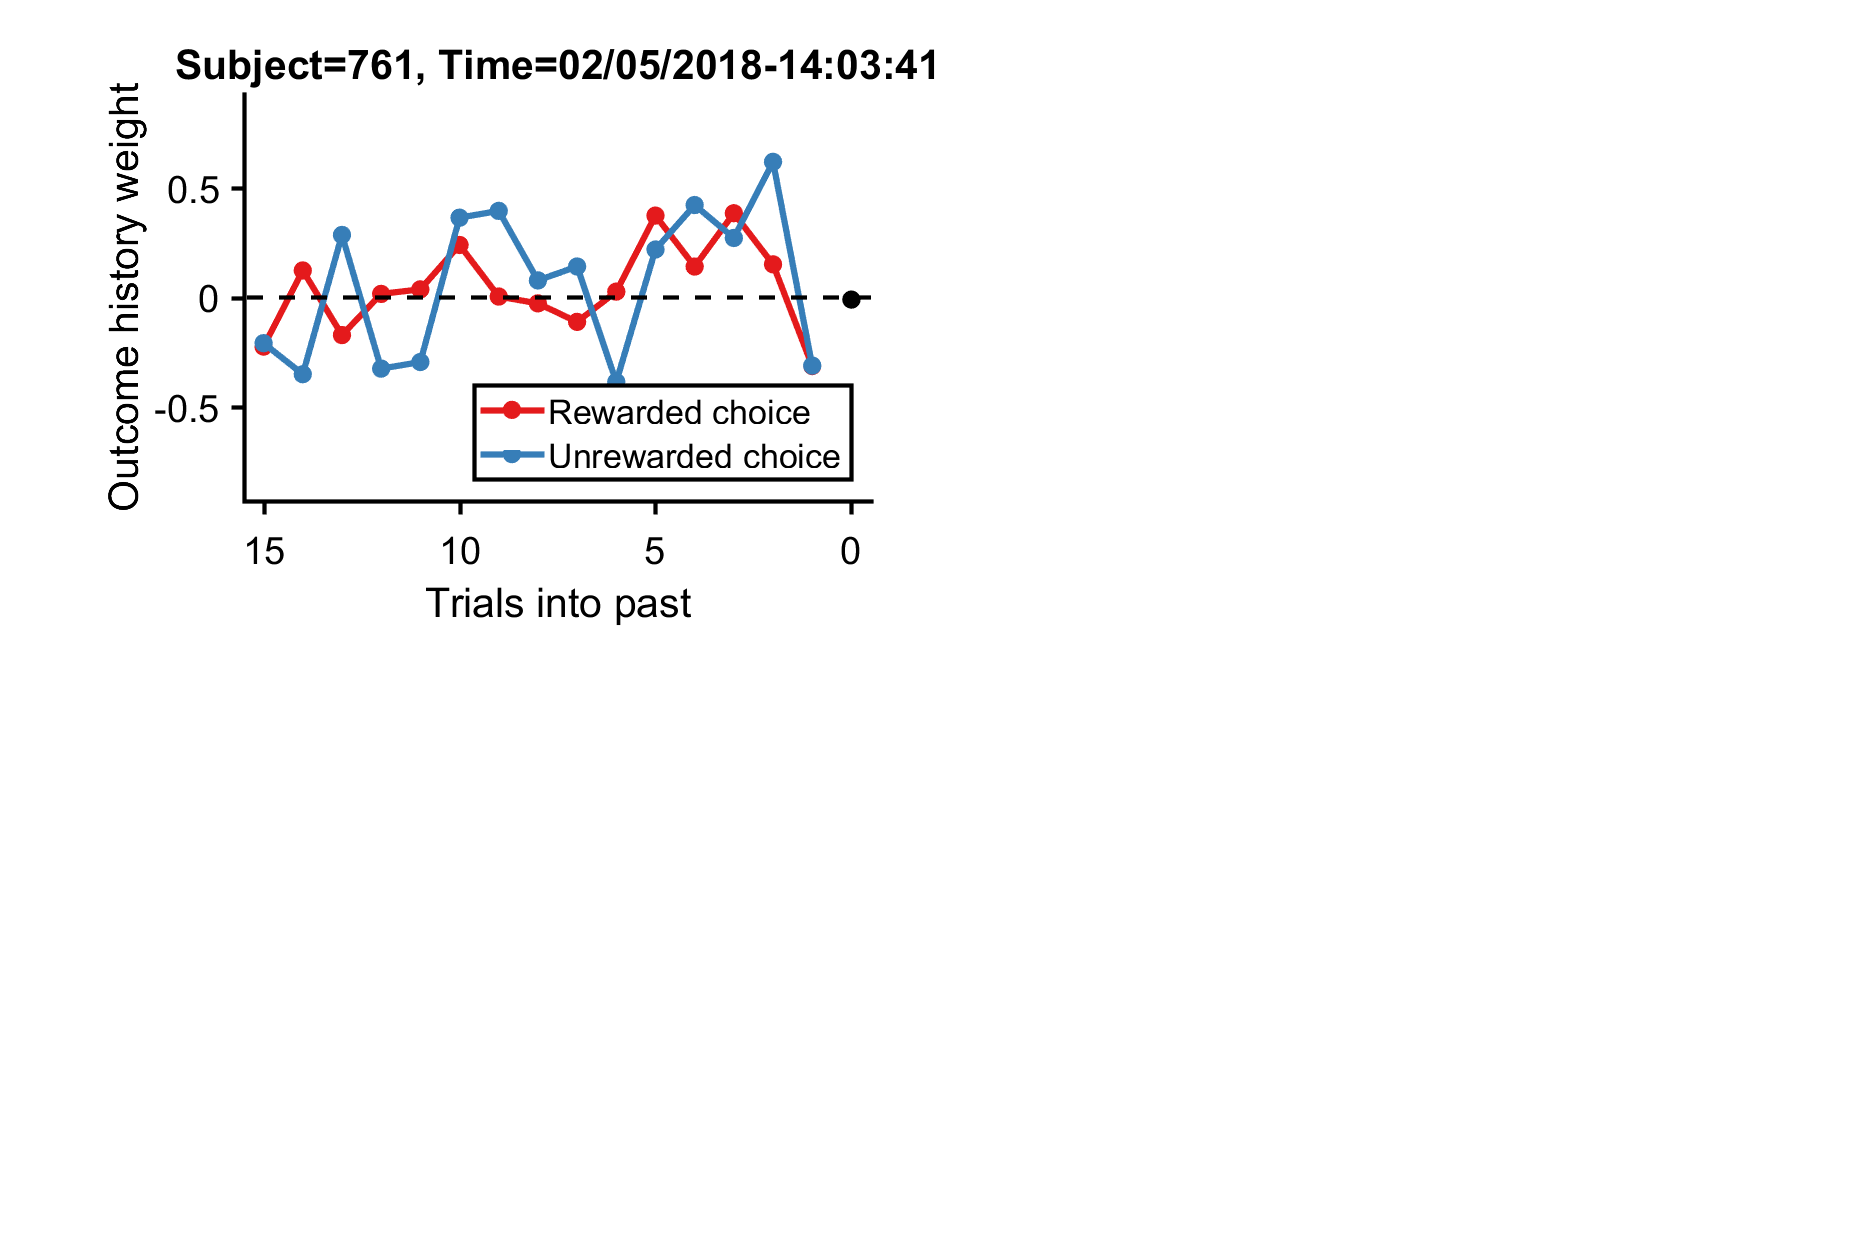 Subject=761, Time=02/05/2018-14:03:41
Outcome history weight
0.5
0
-0.5
Rewarded choice
Unrewarded choice
15 10 5 0
Trials into past